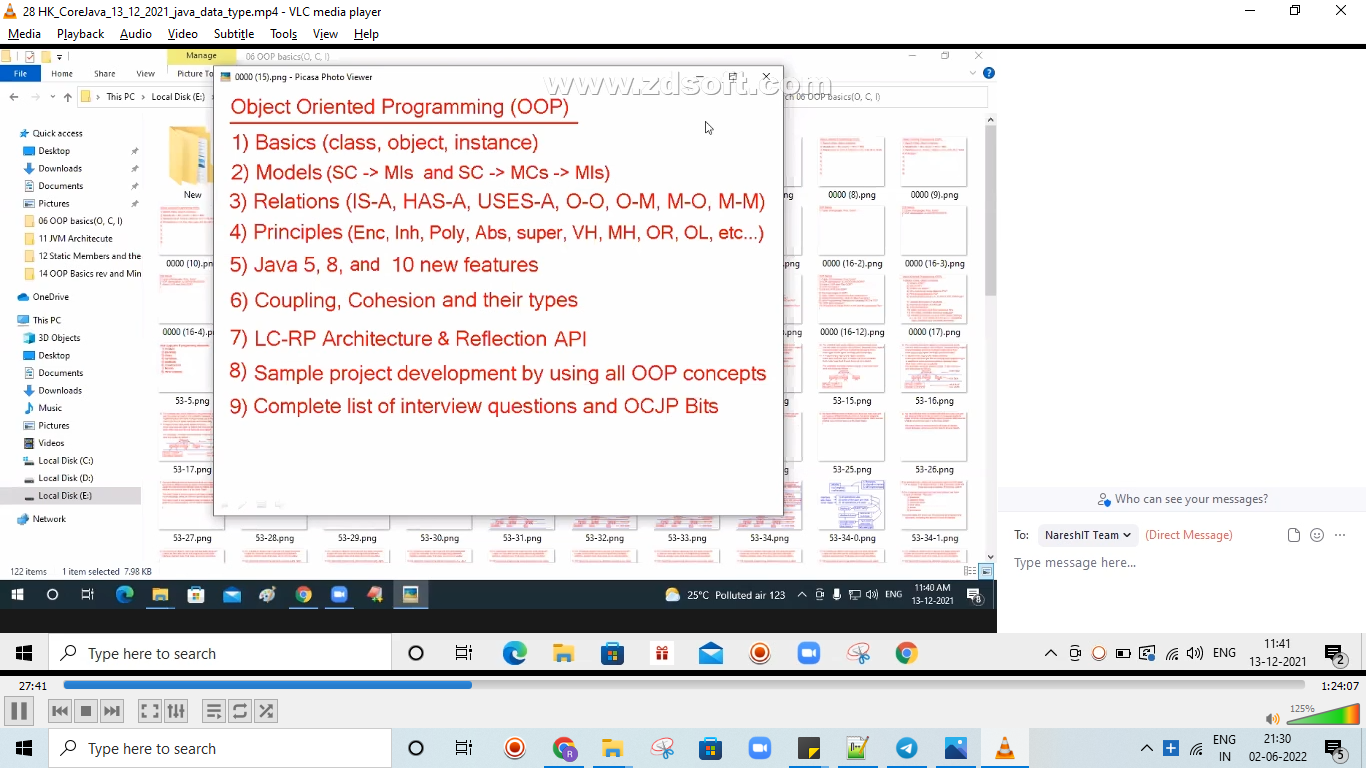 28 HK_CoreJava_13_12_2021_java_data_type.mp4 - VLC media player
Media Playback Audio Video Subtitle Tools View Help
Manage 06 OOP basics(O, C, I)
File Home Share View Picture To
This PC Local Disk (E:)
ch 06 OOP basics(O, C, I)
0000 (15).png - Picasa Photo Viewer
www.zdsoft.com
Object Oriented Programming (OOP)
1) Basics (class, object, instance)
2) Models (SC -> MIs and SC -> MCs -> MIs)
3) Relations (IS-A, HAS-A, USES-A, O-O, O-M, M-O, M-M)
4) Principles (Enc, Inh, Poly, Abs, super, VH, MH, OR, OL, etc...)
5) Java 5, 8, and 10 new features
6) Coupling, Cohesion and their types
7) LC-RP Architecture & Reflection API
8) Sample project development by using all OOP concepts
9) Complete list of interview questions and OCJP Bits
Quick access
Desktop
Downloads
Documents
Pictures
06 OOP basics(O, C, I)
11 JVM Architecute
12 Static Members and the
14 OOP Basics rev and Min
OneDrive
This PC
3D Objects
Desktop
Documents
Downloads
Music
Pictures
Videos
Local Disk (C:)
Local Disk (D:)
Local Disk (E:)
Network
New
0000 (8).png 0000 (9).png
0000 (10).pn ng 0000 (16-2).png 0000 (16-3).png
0000 (16-4).p ng 0000 (16-12).png 0000 (17).png
53-5.png 53-15.png 53-16.png
53-17.png 53-25.png 53-26.png
53-27.png 53-28.png 53-29.png 53-30.png 53-31.png 53-32.png 53-33.png 53-34.png 53-34-0.png 53-34-1.png
122 items 1 item selected 7.98 KB
25°C Polluted air 123 ENG 11:40 AM
13-12-2021 8
Who can see your messages?
To: NareshIT Team (Direct Message)
Type message here...
Type here to search ENG 11:41
13-12-2021 2
27:41 1:24:07
125%
Type here to search ENG 21:30
IN 02-06-2022 5